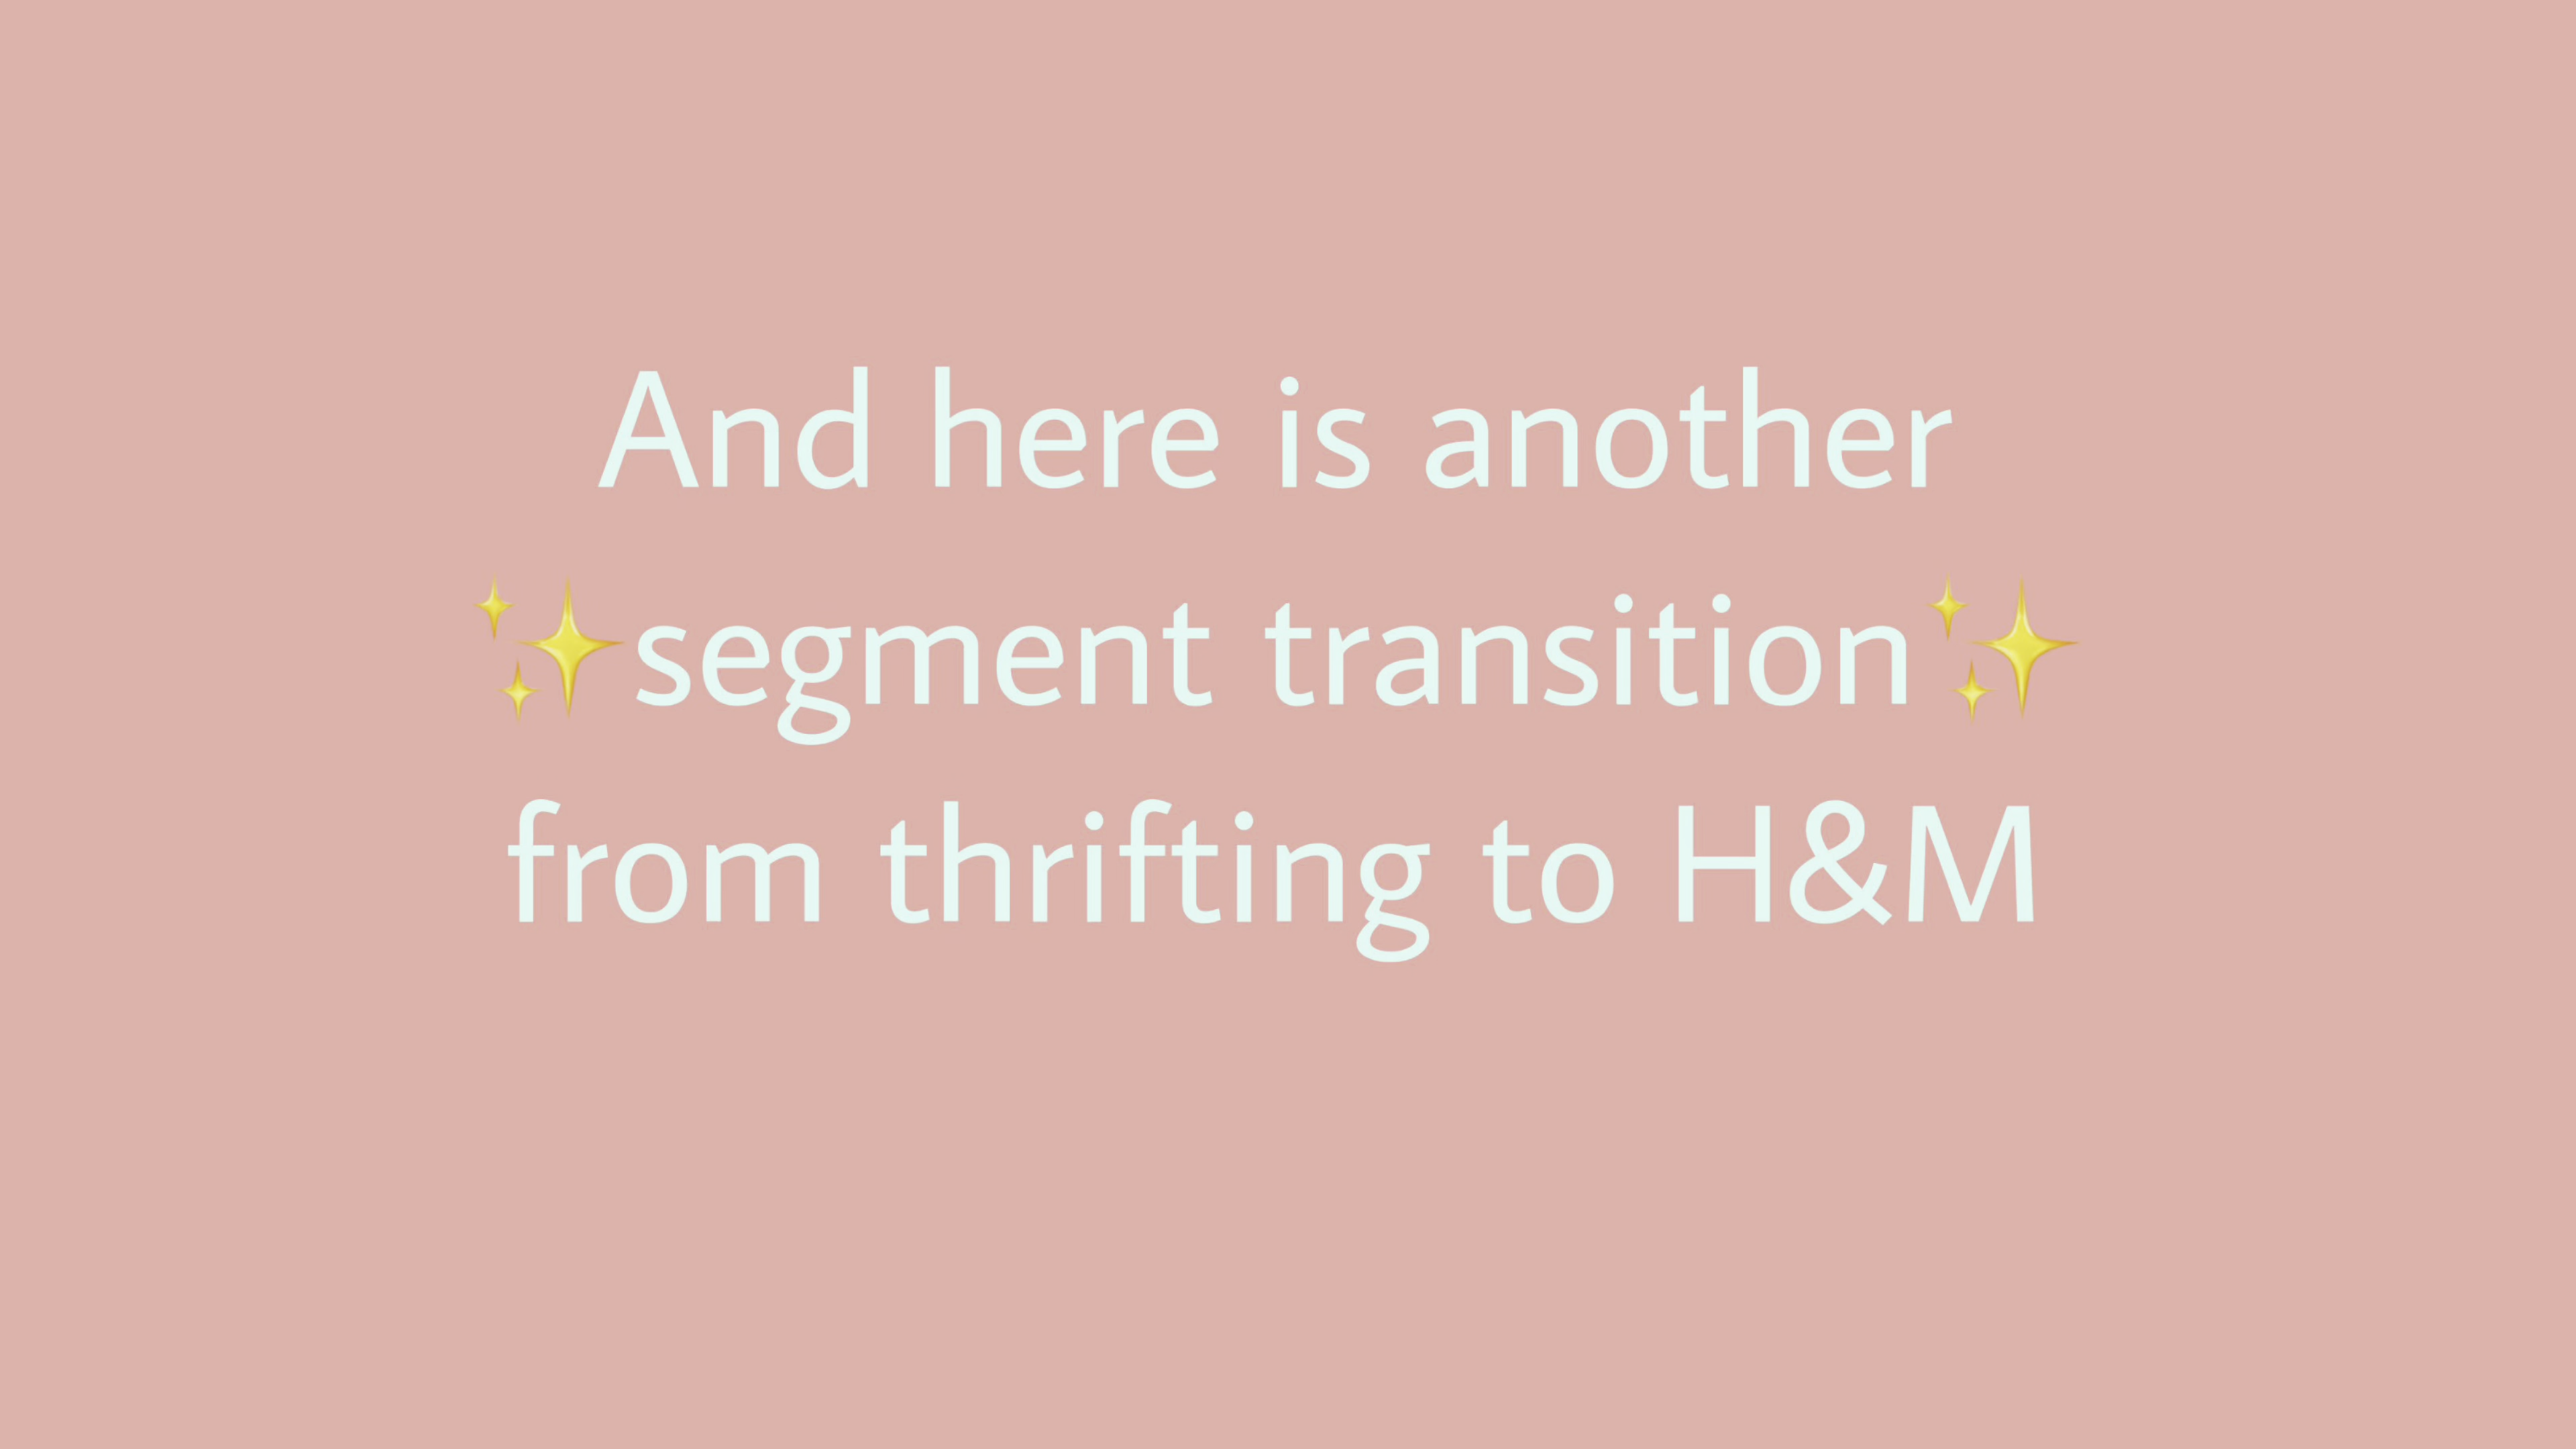 And here is another
✨segment transition✨
from thrifting to H&M